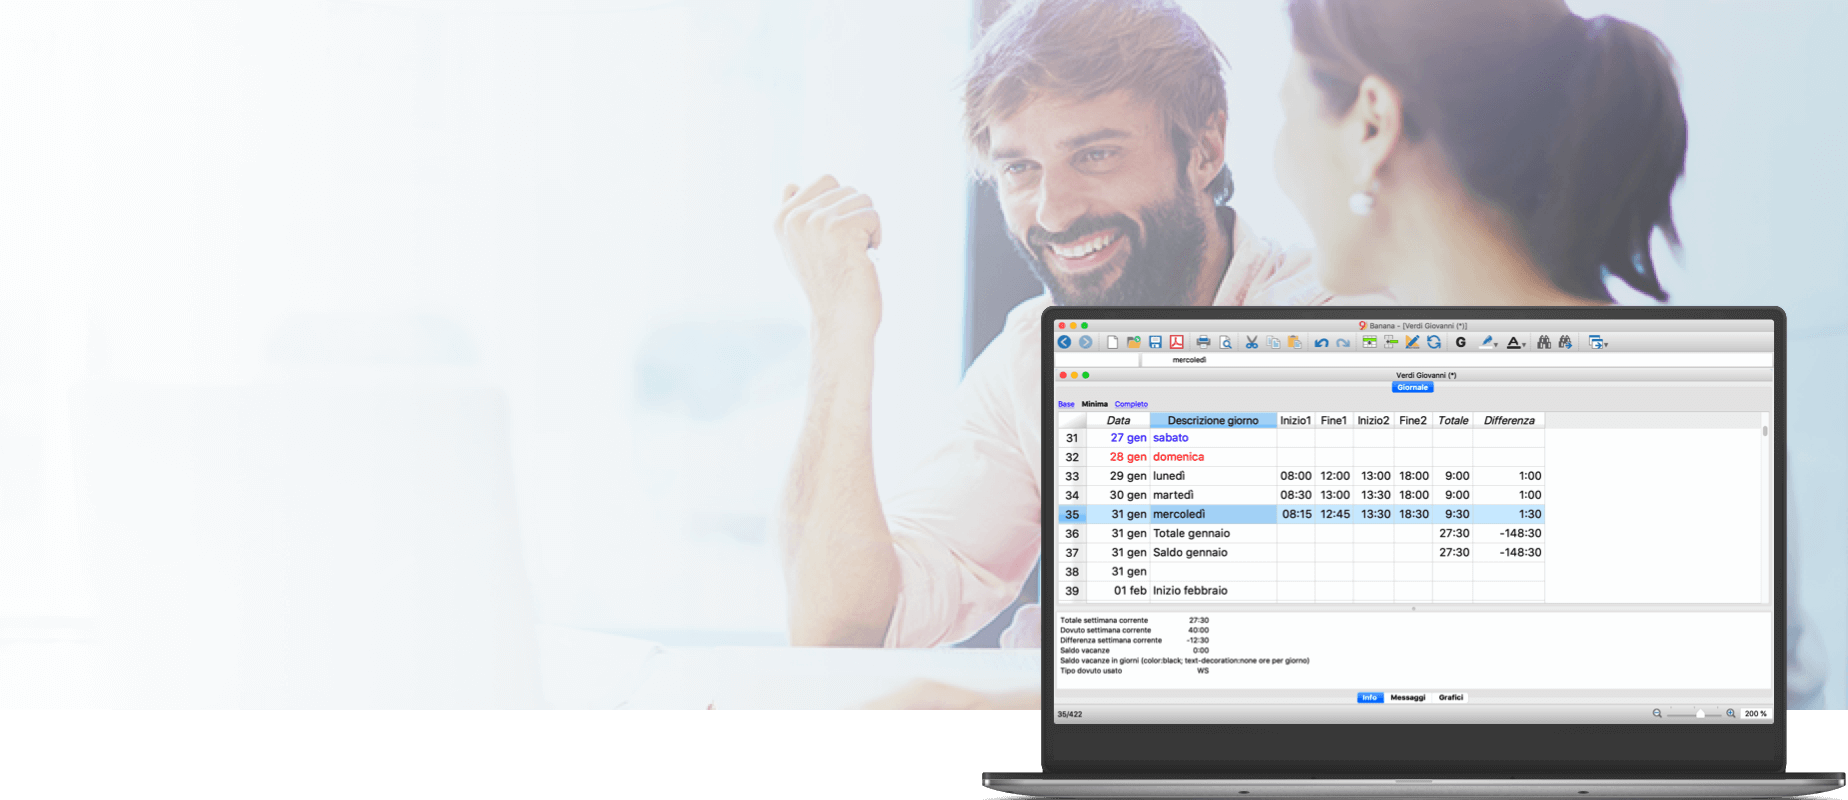 Banana - [Verdi Giovanni (*)]
G A
mercoledì
Verdi Giovanni (*)
Giornale
Base Minima Completo
Data Descrizione giorno Inizio1 Fine1 Inizio2 Fine2 Totale Differenza
31 27 gen sabato
32 28 gen domenica
33 29 gen lunedì 08:00 12:00 13:00 18:00 9:00 1:00
34 30 gen martedì 08:30 13:00 13:30 18:00 9:00 1:00
35 31 gen mercoledì 08:15 12:45 13:30 18:30 9:30 1:30
36 31 gen Totale gennaio 27:30 -148:30
37 31 gen Saldo gennaio 27:30 -148:30
38 31 gen
39 01 feb Inizio febbraio
Totale settimana corrente 27:30
Dovuto settimana corrente 40:00
Differenza settimana corrente -12:30
Saldo vacanze 0:00
Saldo vacanze in giorni (color:black; text-decoration:none ore per giorno)
Tipo dovuto usato WS
Info Messaggi Grafici
35/422 200 %